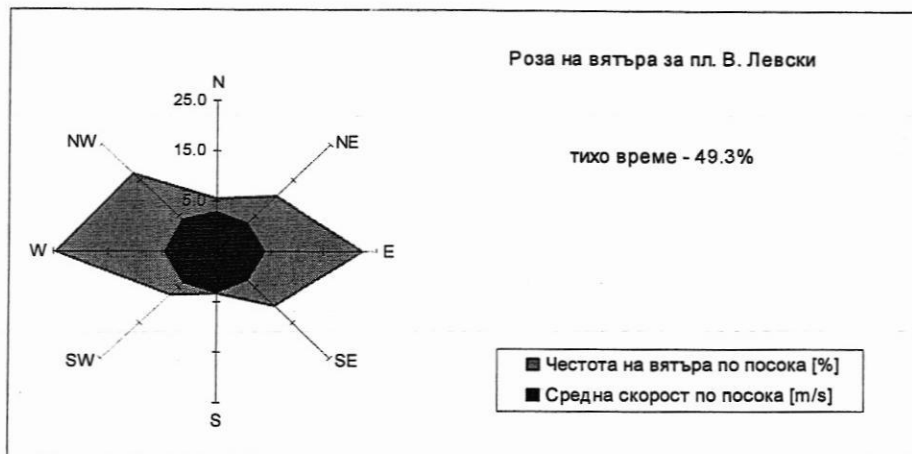 Роза на вятъра за пл. В. Левски
тихо време - 49.3%
N
25.0
NW
NE
15.0
5.0
W
E
SW
SE
S
Честота на вятъра по посока [%]
Средна скорост по посока [m/s]